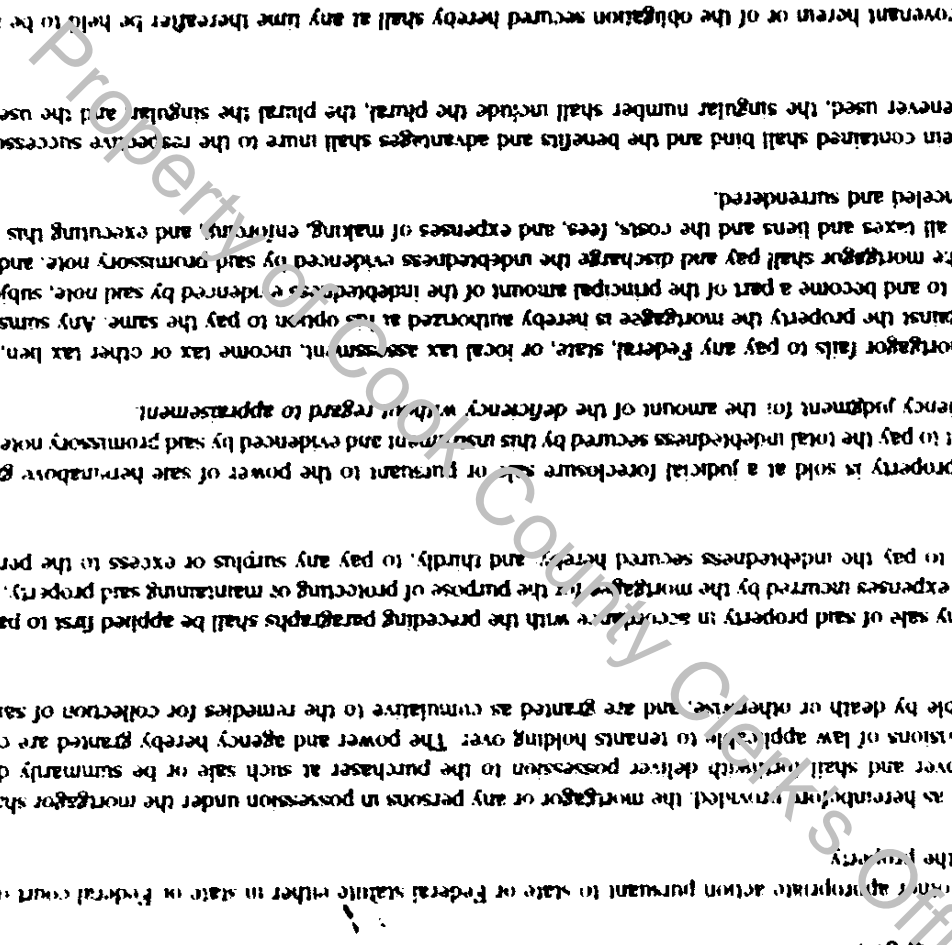 other appropriate action pursuant to state or Federal statute either in state or Federal court
the property
as hereinbefore provided, the mortgagor or any persons in possession under the mortgagor
over and shall forthwith deliver possession to the purchaser at such sale or be summarily
visions of law applicable to tenants holding over. The power and agency hereby granted are
ble by death or otherwise, and are granted as cumulative to the remedies for collection of
ny sale of said property in accordance with the preceding paragraphs shall be applied first to
expenses incurred by the mortgagee for the purpose of protecting or maintaining said property,
to pay the indebtedness secured hereby, and thirdly, to pay any surplus or excess to the
property is sold at a judicial foreclosure sale or pursuant to the power of sale hereinabove
t to pay the total indebtedness secured by this instrument and evidenced by said promissory note
iency judgment for the amount of the deficiency without regard to appraisement.
ortgagor fails to pay any Federal, state, or local tax assessment, income tax or other tax lien,
ainst the property the mortgagee is hereby authorized at his option to pay the same. Any sums
to and become a part of the principal amount of the indebtedness evidenced by said note,
mortgagor shall pay and discharge the indebtedness evidenced by said promissory note, and
all taxes and liens and the costs, fees, and expenses of making, enforcing, and executing this
nceled and surrendered.
ein contained shall bind and the benefits and advantages shall inure to the respective
enever used, the singular number shall include the plural, the plural the singular, and the use
covenant herein or of the obligation secured hereby shall at any time thereafter be held to be
Property of Cook County Clerk's Offi